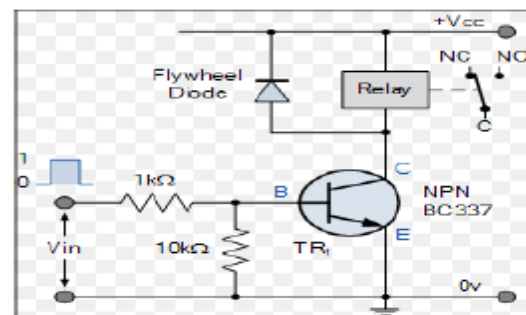 +Vcc
NC NO
Flywheel
Diode
Relay
C
1
0
1kΩ
B
C
NPN
BC337
Vin
10kΩ
TR₁
E
0v